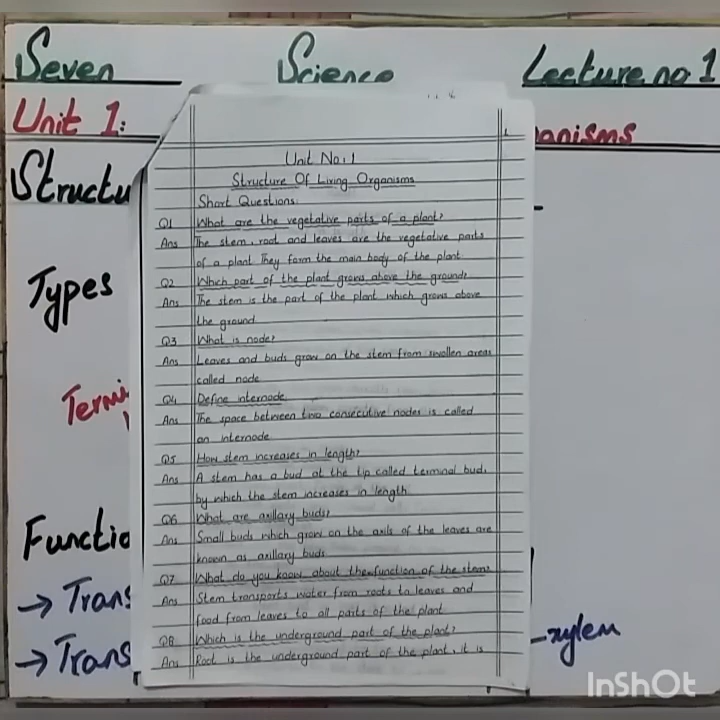 Seven Science Lecture no 1
Unit 1: anisms
Structu
Types
Termi
Functio
→ Trans
→ Trans -xylem
1
Unit No. 1
Structure Of Living Organisms
Short Questions:
Q1 What are the vegetative parts of a plant?
Ans The stem, root and leaves are the vegetative parts
of a plant They form the main body of the plant
Q2 Which part of the plant grows above the ground?
Ans The stem is the part of the plant which grows above
the ground
Q3 What is node?
Ans Leaves and buds grow on the stem from swollen areas
called node
Q4 Define internode
Ans The space between two consecutive nodes is called
an internode
Q5 How stem increases in length?
Ans A stem has a bud at the tip called terminal bud,
by which the stem increases in length
Q6 What are axillary buds?
Ans Small buds which grow on the axils of the leaves are
known as axillary buds
Q7 What do you know about the function of the stem?
Ans Stem transports water from roots to leaves and
food from leaves to all parts of the plant
Q8 Which is the underground part of the plant?
Ans Root is the underground part of the plant, it is
InShOt